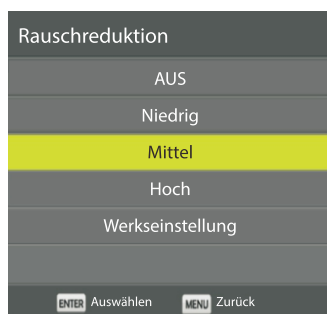 Rauschreduktion
AUS
Niedrig
Mittel
Hoch
Werkseinstellung
ENTER Auswählen MENU Zurück